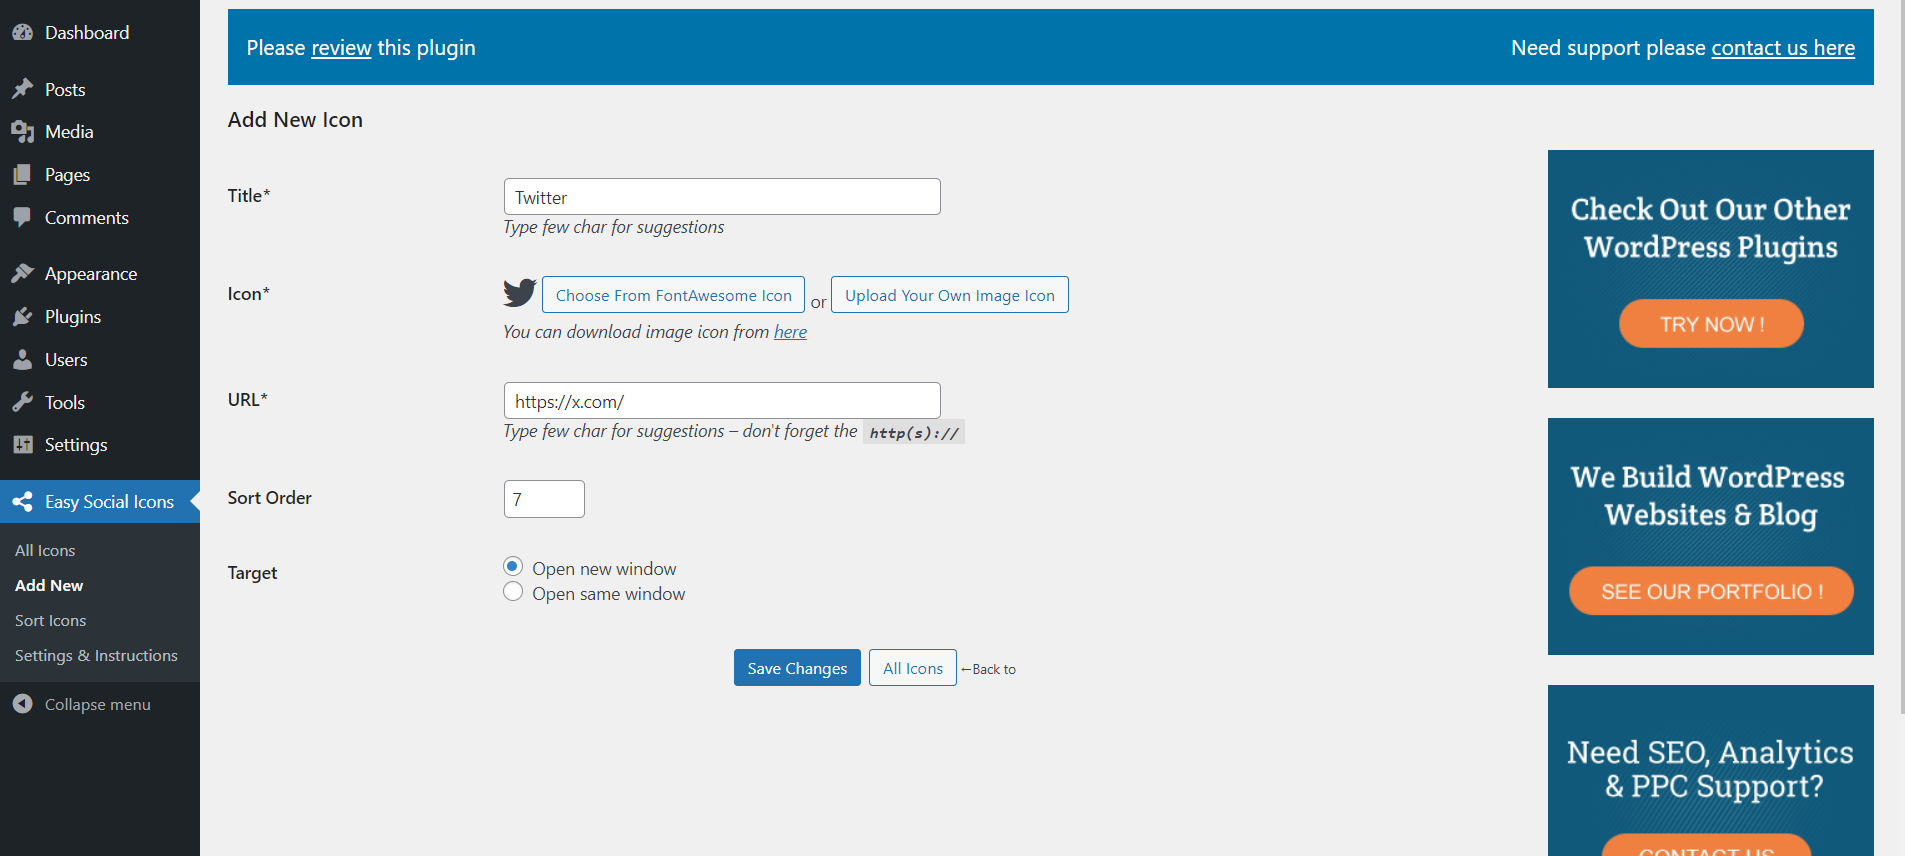 Dashboard
Posts
Media
Pages
Comments
Appearance
Plugins
Users
Tools
Settings
Easy Social Icons
All Icons
Add New
Sort Icons
Settings & Instructions
Collapse menu
Please review this plugin
Need support please contact us here
Add New Icon
Title*
Twitter
Type few char for suggestions
Icon*
Choose From FontAwesome Icon or Upload Your Own Image Icon
You can download image icon from here
URL*
https://x.com/
Type few char for suggestions – don't forget the http(s)://
Sort Order
7
Target
Open new window
Open same window
Save Changes
All Icons
←Back to
Check Out Our Other
WordPress Plugins
TRY NOW !
We Build WordPress
Websites & Blog
SEE OUR PORTFOLIO !
Need SEO, Analytics
& PPC Support?
CONTACT US